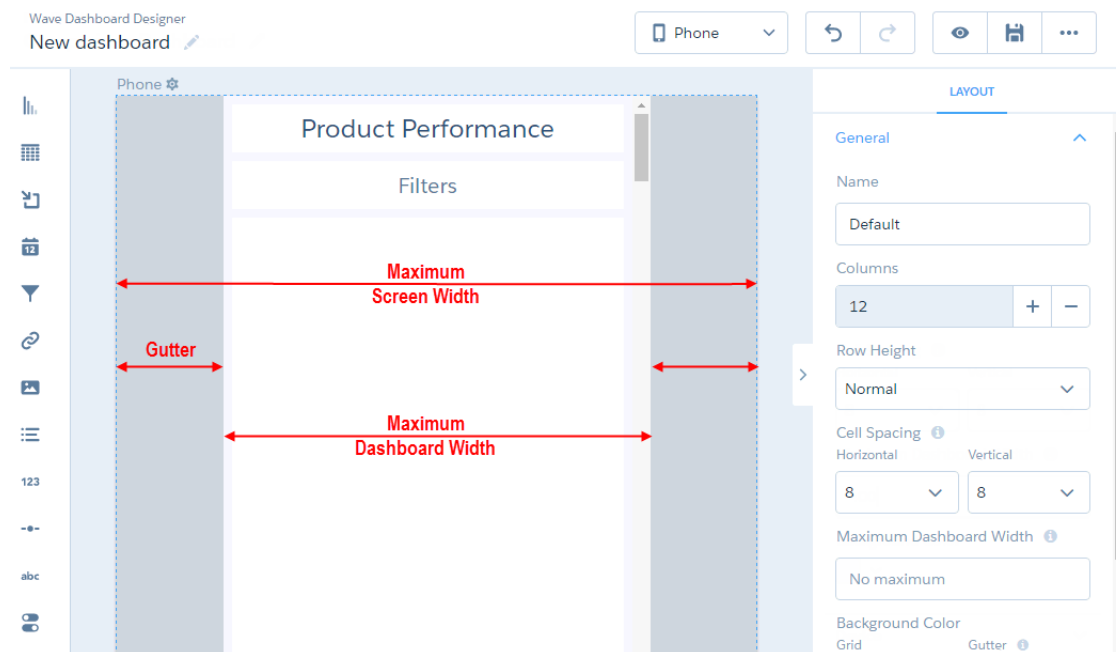 Wave Dashboard Designer
New dashboard
Phone
Phone
LAYOUT
Product Performance
General
12
Filters
Name
Default
Maximum
Screen Width
Columns
12
Gutter
Row Height
Normal
Maximum
Dashboard Width
Cell Spacing
Horizontal Vertical
123
8 8
Maximum Dashboard Width
abc
No maximum
Background Color
Grid Gutter